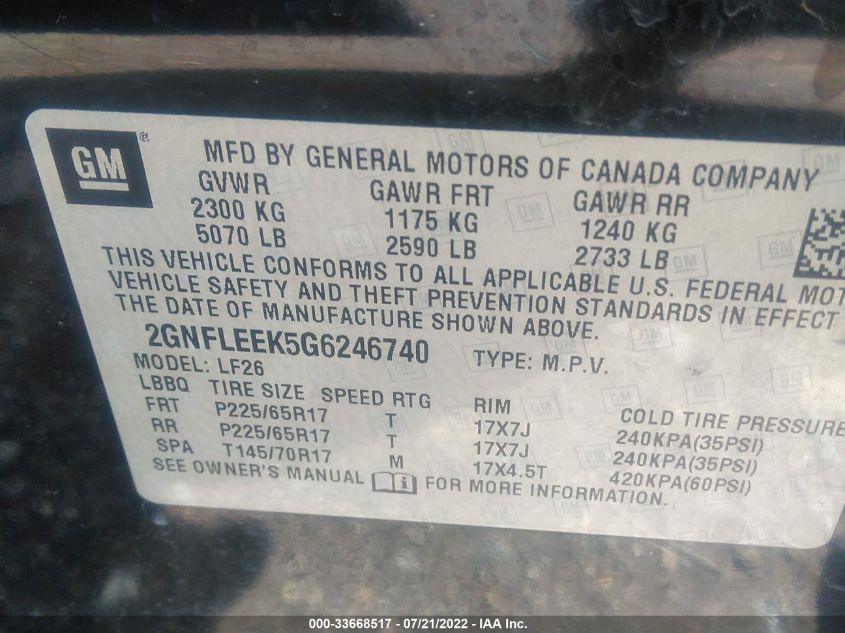 GM ®
MFD BY GENERAL MOTORS OF CANADA COMPANY
GVWR GAWR FRT GAWR RR
2300 KG 1175 KG 1240 KG
5070 LB 2590 LB 2733 LB
THIS VEHICLE CONFORMS TO ALL APPLICABLE U.S. FEDERAL MOT
VEHICLE SAFETY AND THEFT PREVENTION STANDARDS IN EFFECT
THE DATE OF MANUFACTURE SHOWN ABOVE.
2GNFLEEK5G6246740 TYPE: M.P.V.
MODEL: LF26
LBBQ TIRE SIZE SPEED RTG RIM COLD TIRE PRESSURE
FRT P225/65R17 T 17X7J 240KPA(35PSI)
RR P225/65R17 T 17X7J 240KPA(35PSI)
SPA T145/70R17 M 17X4.5T 420KPA(60PSI)
SEE OWNER'S MANUAL i FOR MORE INFORMATION.
000-33668517 - 07/21/2022 - IAA Inc.